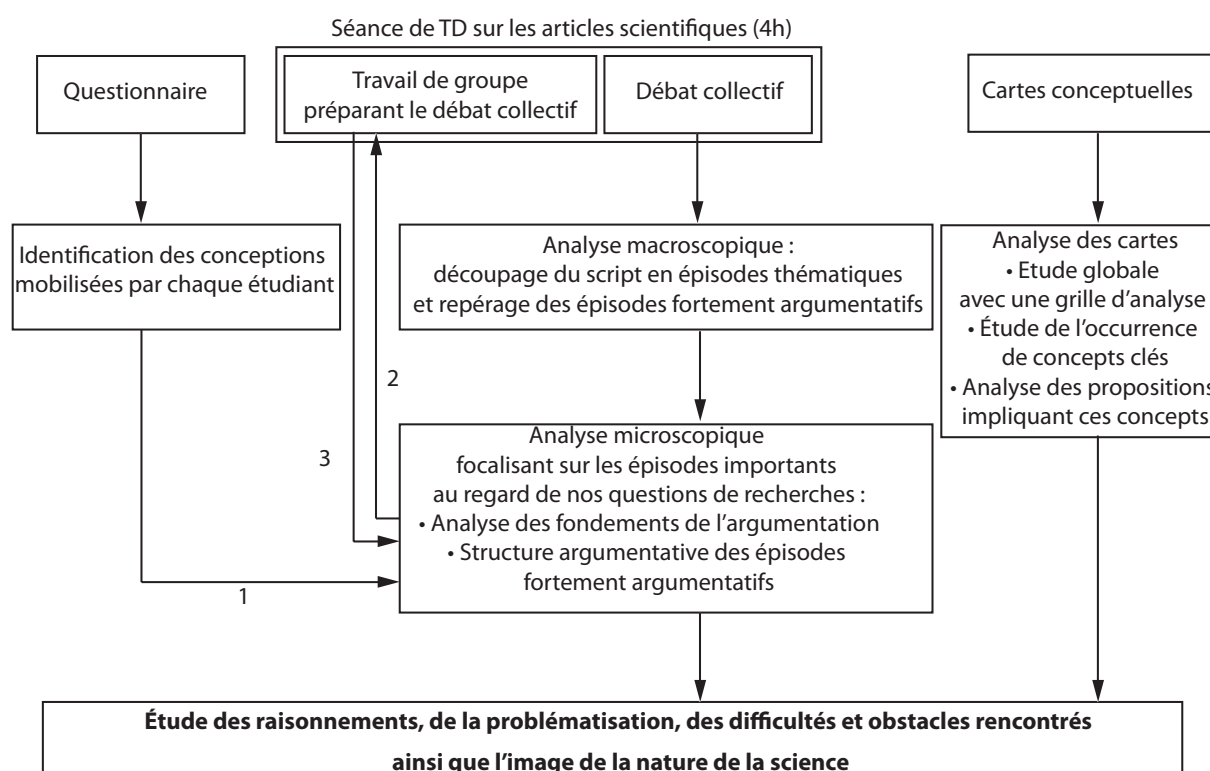 Séance de TD sur les articles scientifiques (4h)
Questionnaire
Travail de groupe
préparant le débat collectif
Débat collectif
Cartes conceptuelles
Identification des conceptions
mobilisées par chaque étudiant
Analyse macroscopique :
découpage du script en épisodes thématiques
et repérage des épisodes fortement argumentatifs
Analyse des cartes
• Etude globale
avec une grille d’analyse
• Étude de l’occurrence
de concepts clés
• Analyse des propositions
impliquant ces concepts
2
3
1
Analyse microscopique
focalisant sur les épisodes importants
au regard de nos questions de recherches :
• Analyse des fondements de l’argumentation
• Structure argumentative des épisodes
fortement argumentatifs
Étude des raisonnements, de la problématisation, des difficultés et obstacles rencontrés
ainsi que l’image de la nature de la science